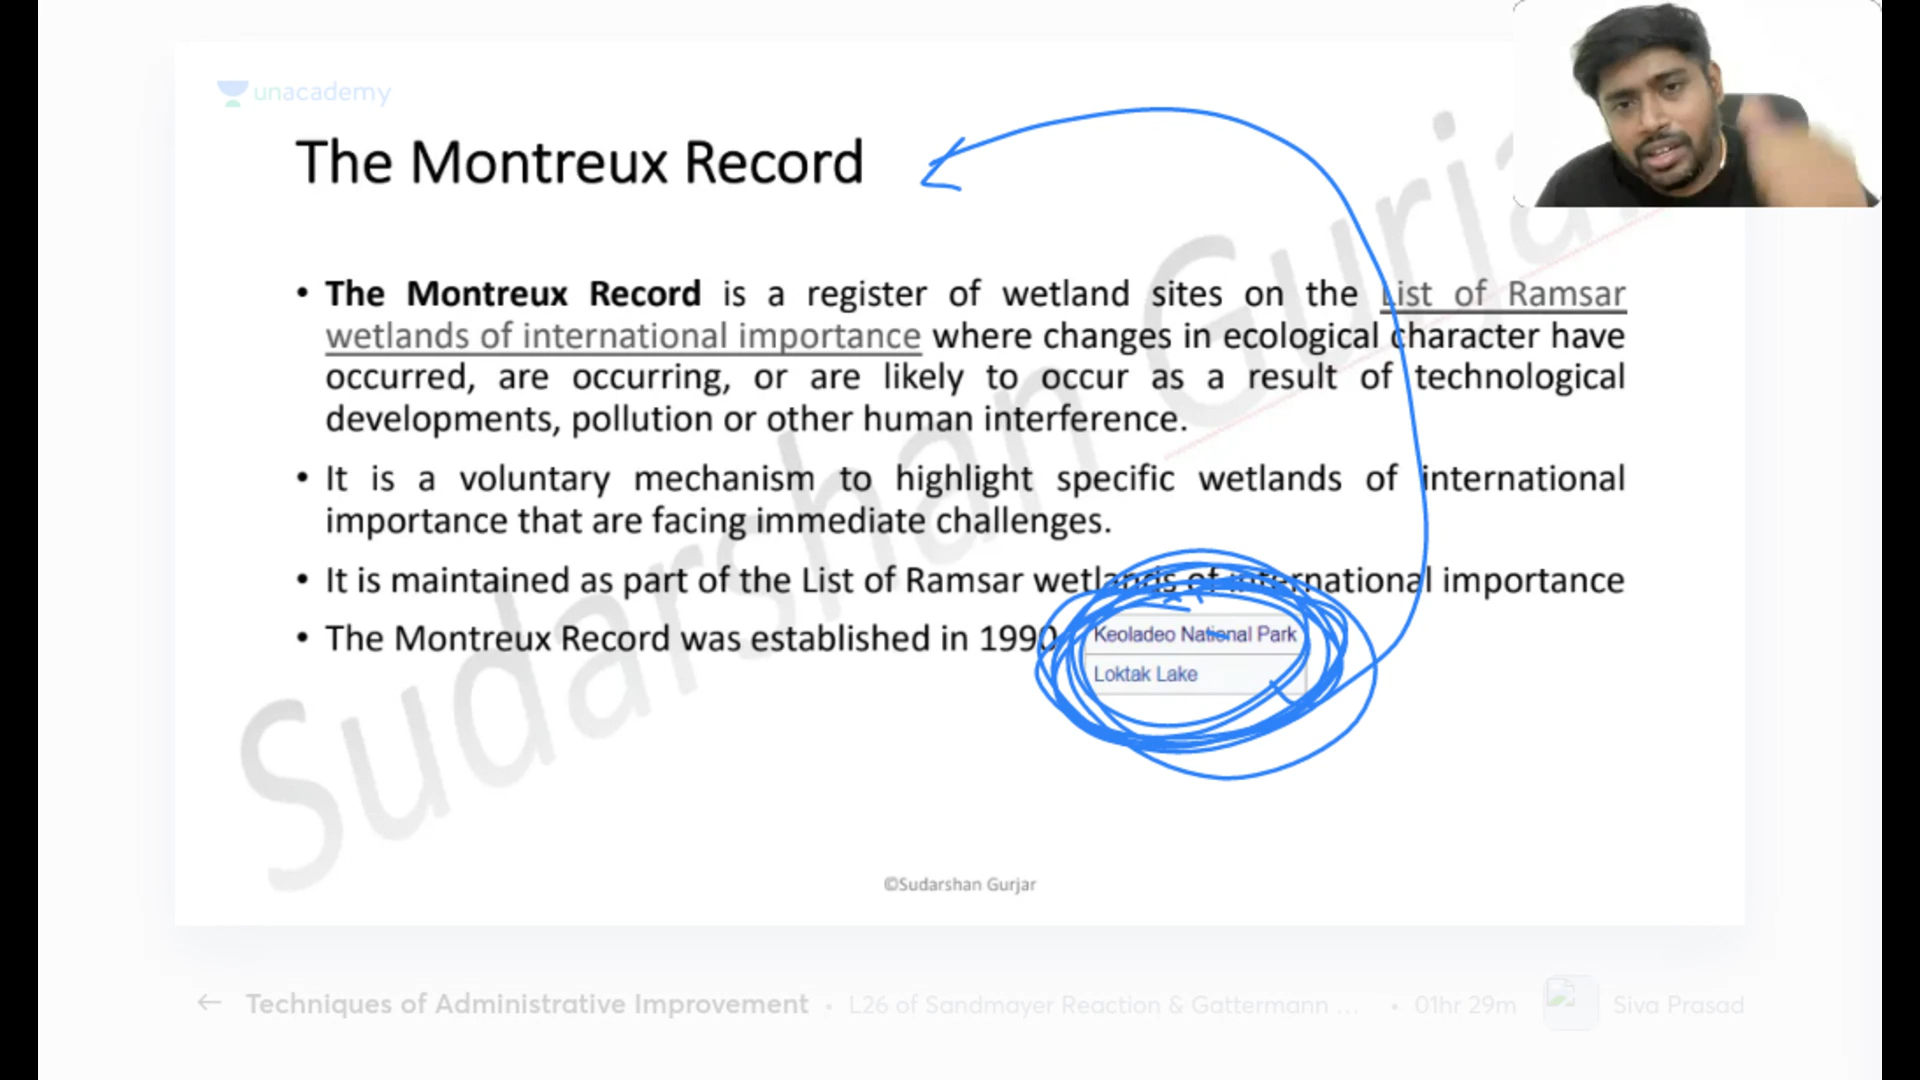 unacademy
The Montreux Record
• The Montreux Record is a register of wetland sites on the List of Ramsar
wetlands of international importance where changes in ecological character have
occurred, are occurring, or are likely to occur as a result of technological
developments, pollution or other human interference.
• It is a voluntary mechanism to highlight specific wetlands of international
importance that are facing immediate challenges.
• It is maintained as part of the List of Ramsar wetlands of international importance
• The Montreux Record was established in 1990
Keoladeo National Park
Loktak Lake
Sudarshan Gurja
©Sudarshan Gurjar
← Techniques of Administrative Improvement • L26 of Sandmayer Reaction & Gattermann ... • 01hr 29m Siva Prasad